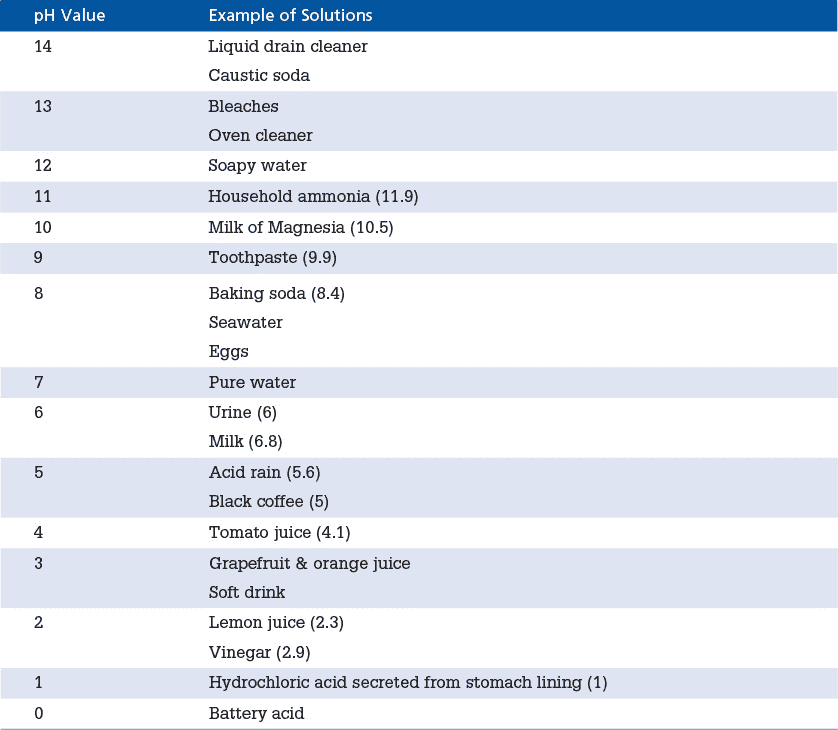 pH Value Example of Solutions
14 Liquid drain cleaner
Caustic soda
13 Bleaches
Oven cleaner
12 Soapy water
11 Household ammonia (11.9)
10 Milk of Magnesia (10.5)
9 Toothpaste (9.9)
8 Baking soda (8.4)
Seawater
Eggs
7 Pure water
6 Urine (6)
Milk (6.8)
5 Acid rain (5.6)
Black coffee (5)
4 Tomato juice (4.1)
3 Grapefruit & orange juice
Soft drink
2 Lemon juice (2.3)
Vinegar (2.9)
1 Hydrochloric acid secreted from stomach lining (1)
0 Battery acid